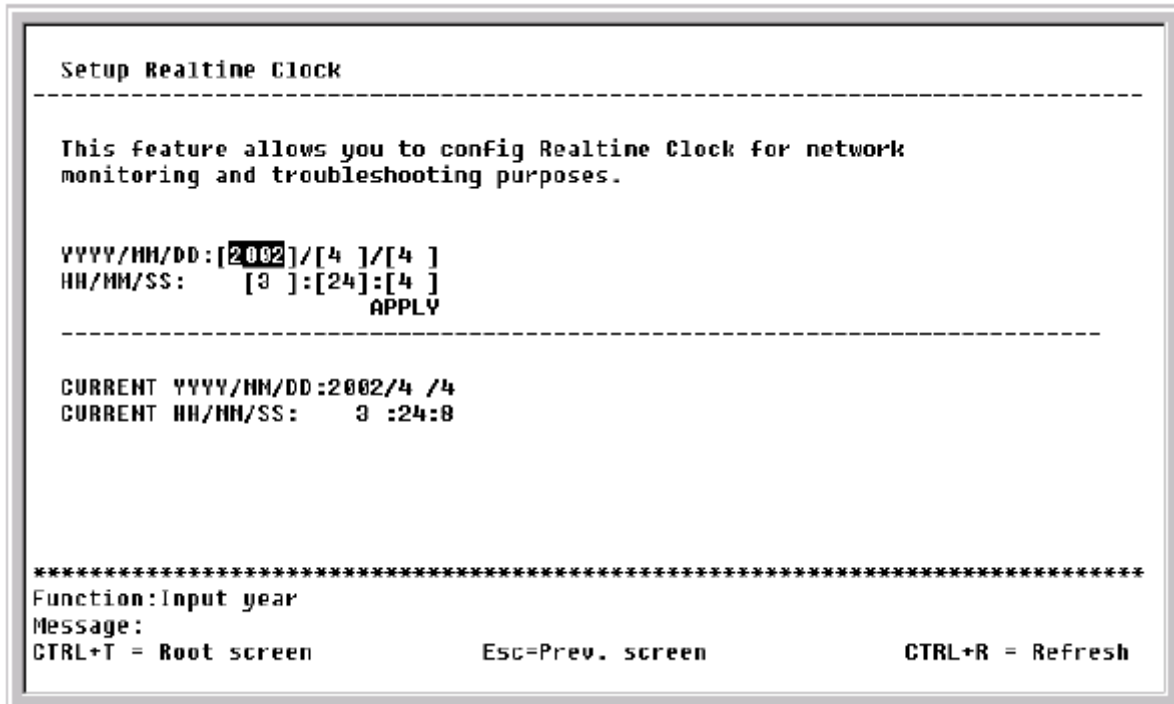 Setup Realtine Clock
--------------------------------------------------------------------------------
This feature allows you to config Realtine Clock for network
monitoring and troubleshooting purposes.
YYYY/MM/DD:[2002]/[4 ]/[4 ]
HH/MM/SS:    [3 ]:[24]:[4 ]
APPLY
---------------------------------------------------------------------------
CURRENT YYYY/MM/DD:2002/4 /4
CURRENT HH/MM/SS:    3 :24:8
*******************************************************************************
Function:Input year
Message:
CTRL+T = Root screen            Esc=Prev. screen              CTRL+R = Refresh